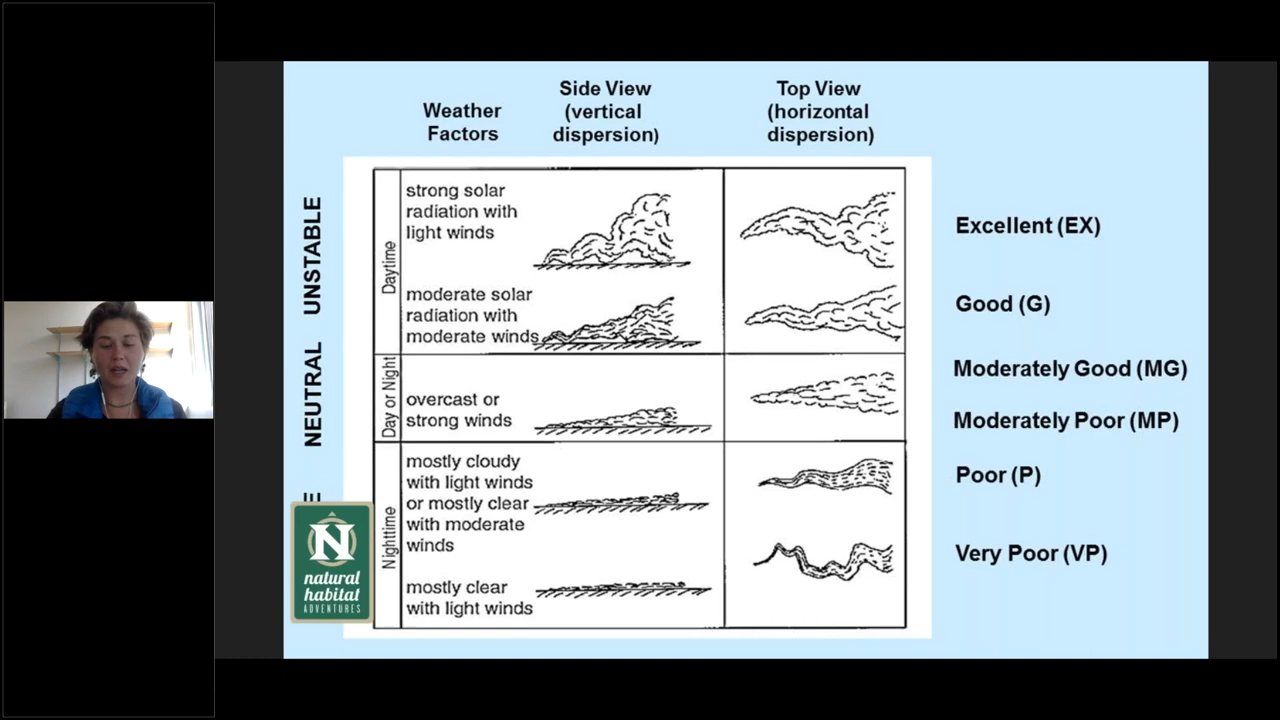 Weather
Factors
Side View
(vertical
dispersion)
Top View
(horizontal
dispersion)
UNSTABLE
NEUTRAL
E
Daytime
strong solar
radiation with
light winds
Excellent (EX)
moderate solar
radiation with
moderate winds
Good (G)
Day or Night
overcast or
strong winds
Moderately Good (MG)
Moderately Poor (MP)
Nighttime
mostly cloudy
with light winds
or mostly clear
with moderate
winds
Poor (P)
mostly clear
with light winds
Very Poor (VP)
N
natural
habitat
ADVENTURES